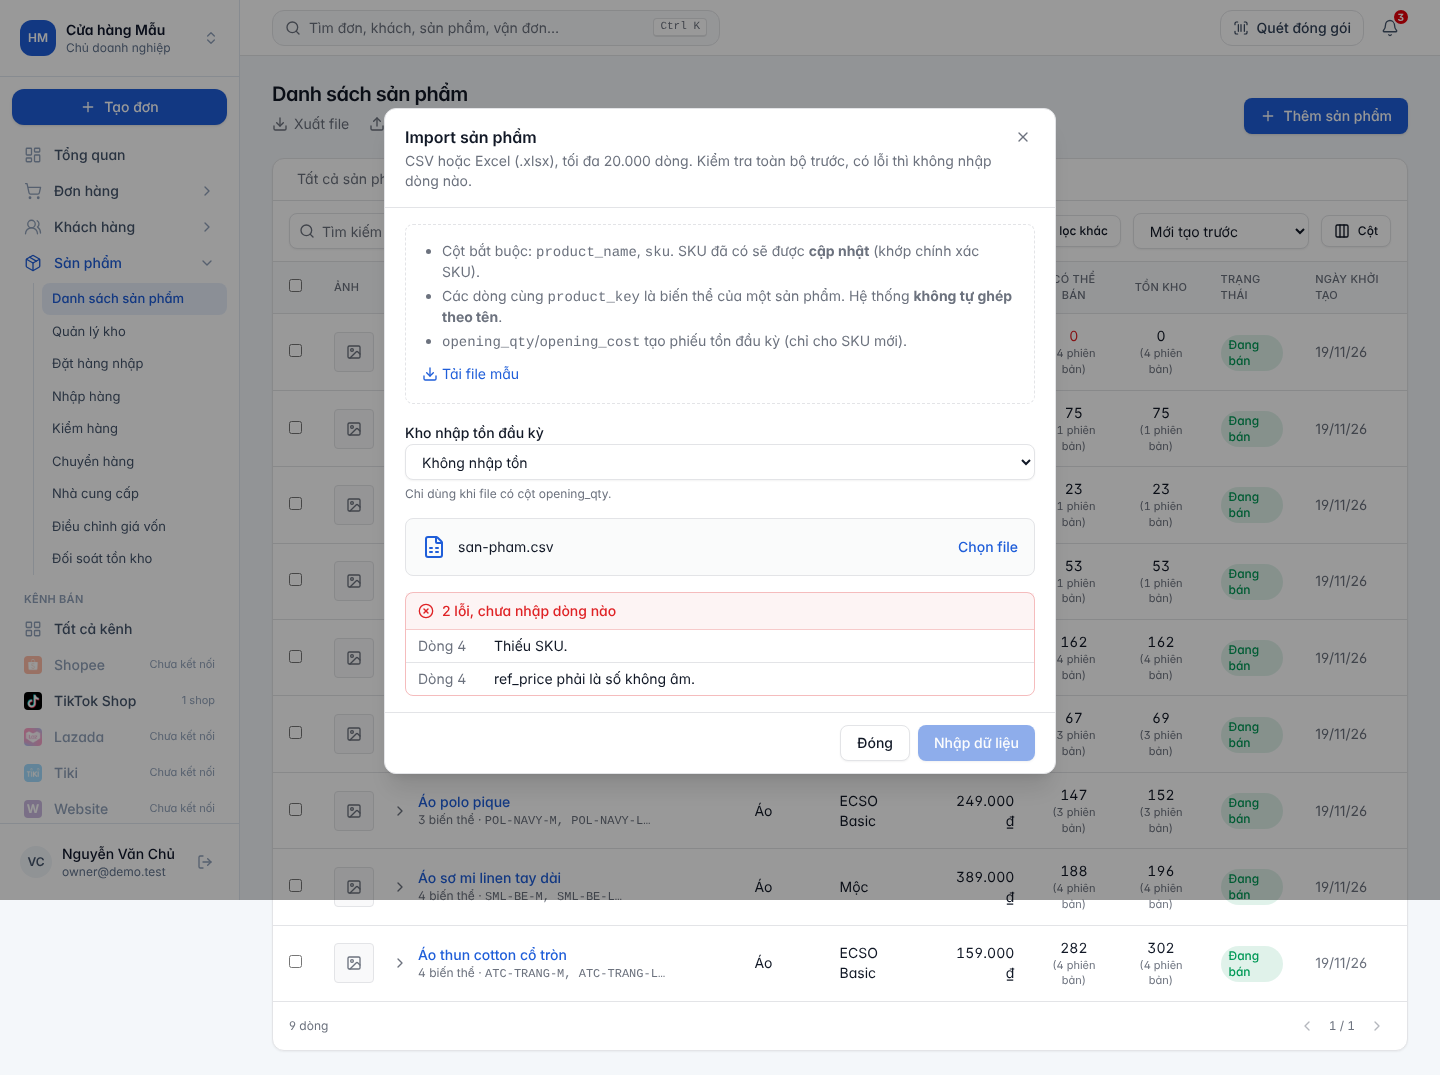 HM
Cửa hàng Mẫu
Chủ doanh nghiệp
Tạo đơn
Tổng quan
Đơn hàng
Khách hàng
Sản phẩm
Danh sách sản phẩm
Quản lý kho
Đặt hàng nhập
Nhập hàng
Kiểm hàng
Chuyển hàng
Nhà cung cấp
Điều chỉnh giá vốn
Đối soát tồn kho
KÊNH BÁN
Tất cả kênh
Shopee Chưa kết nối
TikTok Shop 1 shop
Lazada Chưa kết nối
Tiki Chưa kết nối
W Website Chưa kết nối
VC
Nguyễn Văn Chủ
owner@demo.test
Tìm đơn, khách, sản phẩm, vận đơn... Ctrl K
Quét đóng gói
3
Danh sách sản phẩm
Xuất file
Thêm sản phẩm
Tất cả sản ph
Tìm kiếm
lọc khác
Mới tạo trước
Cột
Import sản phẩm
CSV hoặc Excel (.xlsx), tối đa 20.000 dòng. Kiểm tra toàn bộ trước, có lỗi thì không nhập
dòng nào.
Cột bắt buộc: product_name, sku. SKU đã có sẽ được cập nhật (khớp chính xác
SKU).
Các dòng cùng product_key là biến thể của một sản phẩm. Hệ thống không tự ghép
theo tên.
opening_qty/opening_cost tạo phiếu tồn đầu kỳ (chỉ cho SKU mới).
Tải file mẫu
Kho nhập tồn đầu kỳ
Không nhập tồn
Chỉ dùng khi file có cột opening_qty.
san-pham.csv
Chọn file
2 lỗi, chưa nhập dòng nào
Dòng 4 Thiếu SKU.
Dòng 4 ref_price phải là số không âm.
Đóng
Nhập dữ liệu
ẢNH
CÓ THỂ
BÁN
TỒN KHO
TRẠNG
THÁI
NGÀY KHỞI
TẠO
0 0 Đang 19/11/26
4 phiên (4 phiên bán
bán) bán)
75 75 Đang 19/11/26
1 phiên (1 phiên bán
bán) bán)
23 23 Đang 19/11/26
1 phiên (1 phiên bán
bán) bán)
53 53 Đang 19/11/26
1 phiên (1 phiên bán
bán) bán)
162 162 Đang 19/11/26
4 phiên (4 phiên bán
bán) bán)
67 69 Đang 19/11/26
3 phiên (3 phiên bán
bán) bán)
Áo polo pique Áo ECSO 249.000 147 152 Đang 19/11/26
3 biến thể · POL-NAVY-M, POL-NAVY-L… Basic ₫ (3 phiên (3 phiên bán
bán) bán)
Áo sơ mi linen tay dài Áo Mộc 389.000 188 196 Đang 19/11/26
4 biến thể · SML-BE-M, SML-BE-L… ₫ (4 phiên (4 phiên bán
bán) bán)
Áo thun cotton cổ tròn Áo ECSO 159.000 282 302 Đang 19/11/26
4 biến thể · ATC-TRANG-M, ATC-TRANG-L… Basic ₫ (4 phiên (4 phiên bán
bán) bán)
9 dòng
1 / 1